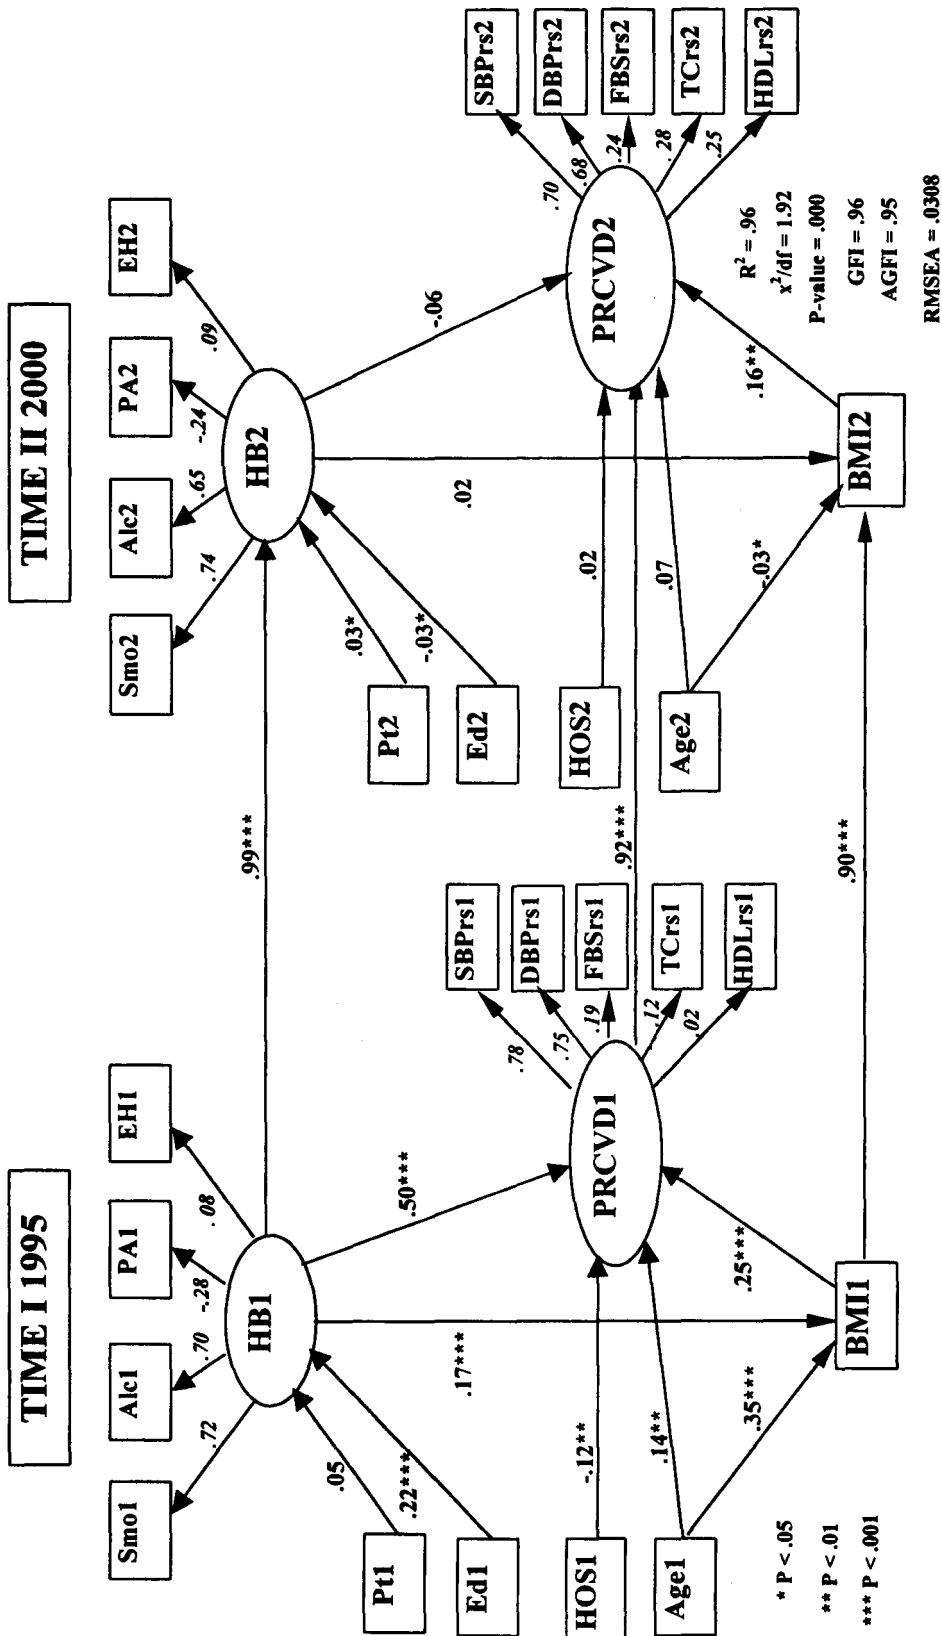 TIME I 1995
TIME II 2000
Smo1
Alc1
PA1
EH1
Smo2
Alc2
PA2
EH2
.72
.70
-.28
.08
.74
.65
-.24
.09
HB1
.99***
HB2
Pt1
.05
Ed1
.22***
Pt2
.03*
Ed2
-.03*
.17***
.50***
.02
-.06
SBPrs1
DBPrs1
FBSrs1
TCrs1
HDLrs1
.78
.75
.19
.12
.02
SBPrs2
DBPrs2
FBSrs2
TCrs2
HDLrs2
.70
.68
.24
.28
.25
HOS1
-.12**
PRCVD1
.92***
HOS2
.02
PRCVD2
Age1
.14**
.35***
.25***
Age2
.07
-.03*
.16**
BMI1
.90***
BMI2
* P < .05
** P < .01
*** P < .001
R² = .96
x²/df = 1.92
P-value = .000
GFI = .96
AGFI = .95
RMSEA = .0308